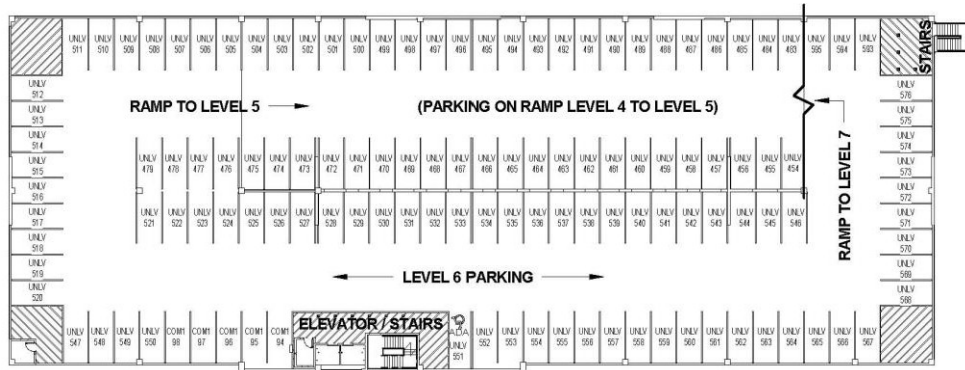 UNLV UNLV UNLV UNLV UNLV UNLV UNLV UNLV UNLV UNLV UNLV UNLV UNLV UNLV UNLV UNLV UNLV UNLV UNLV UNLV UNLV UNLV UNLV UNLV UNLV UNLV UNLV UNLV UNLV UNLV UNLV UNLV
511 510 509 508 507 506 505 504 503 502 501 500 499 498 497 496 495 494 493 492 491 490 489 488 487 486 485 484 483 595 594 593
STAIRS
UNLV
512
UNLV
513
UNLV
514
UNLV
515
UNLV
516
UNLV
517
UNLV
518
UNLV
519
UNLV
520
RAMP TO LEVEL 5
(PARKING ON RAMP LEVEL 4 TO LEVEL 5)
RAMP TO LEVEL 7
UNLV
576
UNLV
575
UNLV
574
UNLV
573
UNLV
572
UNLV
571
UNLV
570
UNLV
569
UNLV
568
UNLV UNLV UNLV UNLV UNLV UNLV UNLV UNLV UNLV UNLV UNLV UNLV UNLV UNLV UNLV UNLV UNLV UNLV UNLV UNLV UNLV UNLV UNLV UNLV UNLV UNLV
479 478 477 476 475 474 473 472 471 470 469 468 467 466 465 464 463 462 461 460 459 458 457 456 455 454
UNLV UNLV UNLV UNLV UNLV UNLV UNLV UNLV UNLV UNLV UNLV UNLV UNLV UNLV UNLV UNLV UNLV UNLV UNLV UNLV UNLV UNLV UNLV UNLV UNLV UNLV
521 522 523 524 525 526 527 528 529 530 531 532 533 534 535 536 537 538 539 540 541 542 543 544 545 546
LEVEL 6 PARKING
ELEVATOR / STAIRS
ADA
UNLV UNLV UNLV UNLV COM1 COM1 COM1 COM1 COM1 UNLV UNLV UNLV UNLV UNLV UNLV UNLV UNLV UNLV UNLV UNLV UNLV UNLV UNLV UNLV UNLV UNLV
547 548 549 550 98 97 96 95 94 551 552 553 554 555 556 557 558 559 560 561 562 563 564 565 566 567